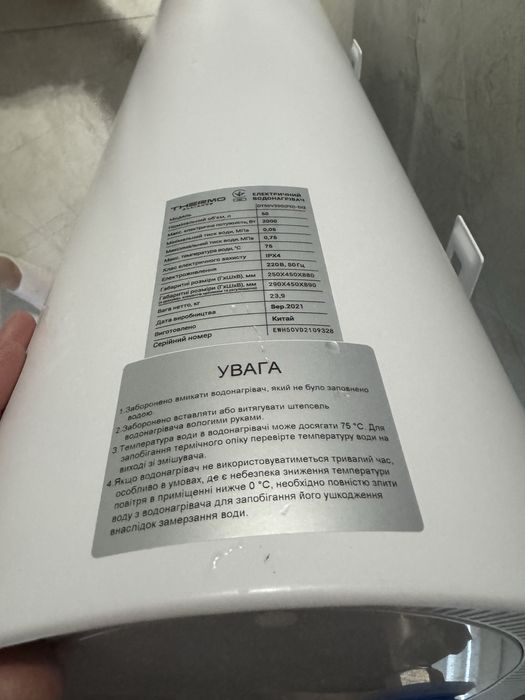 THERMO
ALLIANCE
ЕЛЕКТРИЧНИЙ
ВОДОНАГРІВАЧ
Модель DT50V20G(PD)-D/2
Номінальний об'єм, л 50
Макс. електрична потужність, Вт 2000
Мінімальний тиск води, МПа 0,05
Максимальний тиск води, МПа 0,75
Макс. температура води, °С 75
Клас електричного захисту IPX4
Електроживлення 220В, 50Гц
Габаритні розміри (ГхШхВ), мм 250Х450Х880
Габаритні розміри (ГхШхВ), мм 290Х450Х890
Вага нетто, кг 23,9
Дата виробництва Вер.2021
Виготовлено Китай
Серійний номер EWH50VD2109328
УВАГА
1.Заборонено вмикати водонагрівач, який не було заповнено
водою.
2.Заборонено вставляти або витягувати штепсель
водонагрівача вологими руками.
3.Температура води в водонагрівачі може досягати 75 °С. Для
запобігання термічного опіку перевірте температуру води на
виході зі змішувача.
4.Якщо водонагрівач не використовуватиметься тривалий час,
особливо в умовах, де є небезпека зниження температури
повітря в приміщенні нижче 0 °С, необхідно повністю злити
воду з водонагрівача для запобігання його ушкодження
внаслідок замерзання води.